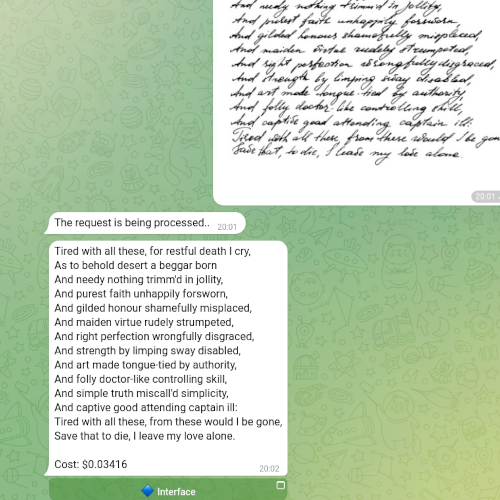 And needy nothing trimm'd in jollity,
And purest faith unhappily forsworn,
And gilded honour shamefully misplaced,
And maiden virtue rudely strumpeted,
And right perfection wrongfully disgraced,
And strength by limping sway disabled,
And art made tongue-tied by authority,
And folly doctor like controlling skill,
And captive good attending captain ill:
Tired with all these, from these would I be gon
Save that, to die, I leave my love alone.
20:01
The request is being processed.. 20:01
Tired with all these, for restful death I cry,
As to behold desert a beggar born
And needy nothing trimm'd in jollity,
And purest faith unhappily forsworn,
And gilded honour shamefully misplaced,
And maiden virtue rudely strumpeted,
And right perfection wrongfully disgraced,
And strength by limping sway disabled,
And art made tongue-tied by authority,
And folly doctor-like controlling skill,
And simple truth miscall'd simplicity,
And captive good attending captain ill:
Tired with all these, from these would I be gone,
Save that to die, I leave my love alone.
Cost: $0.03416
20:02
Interface